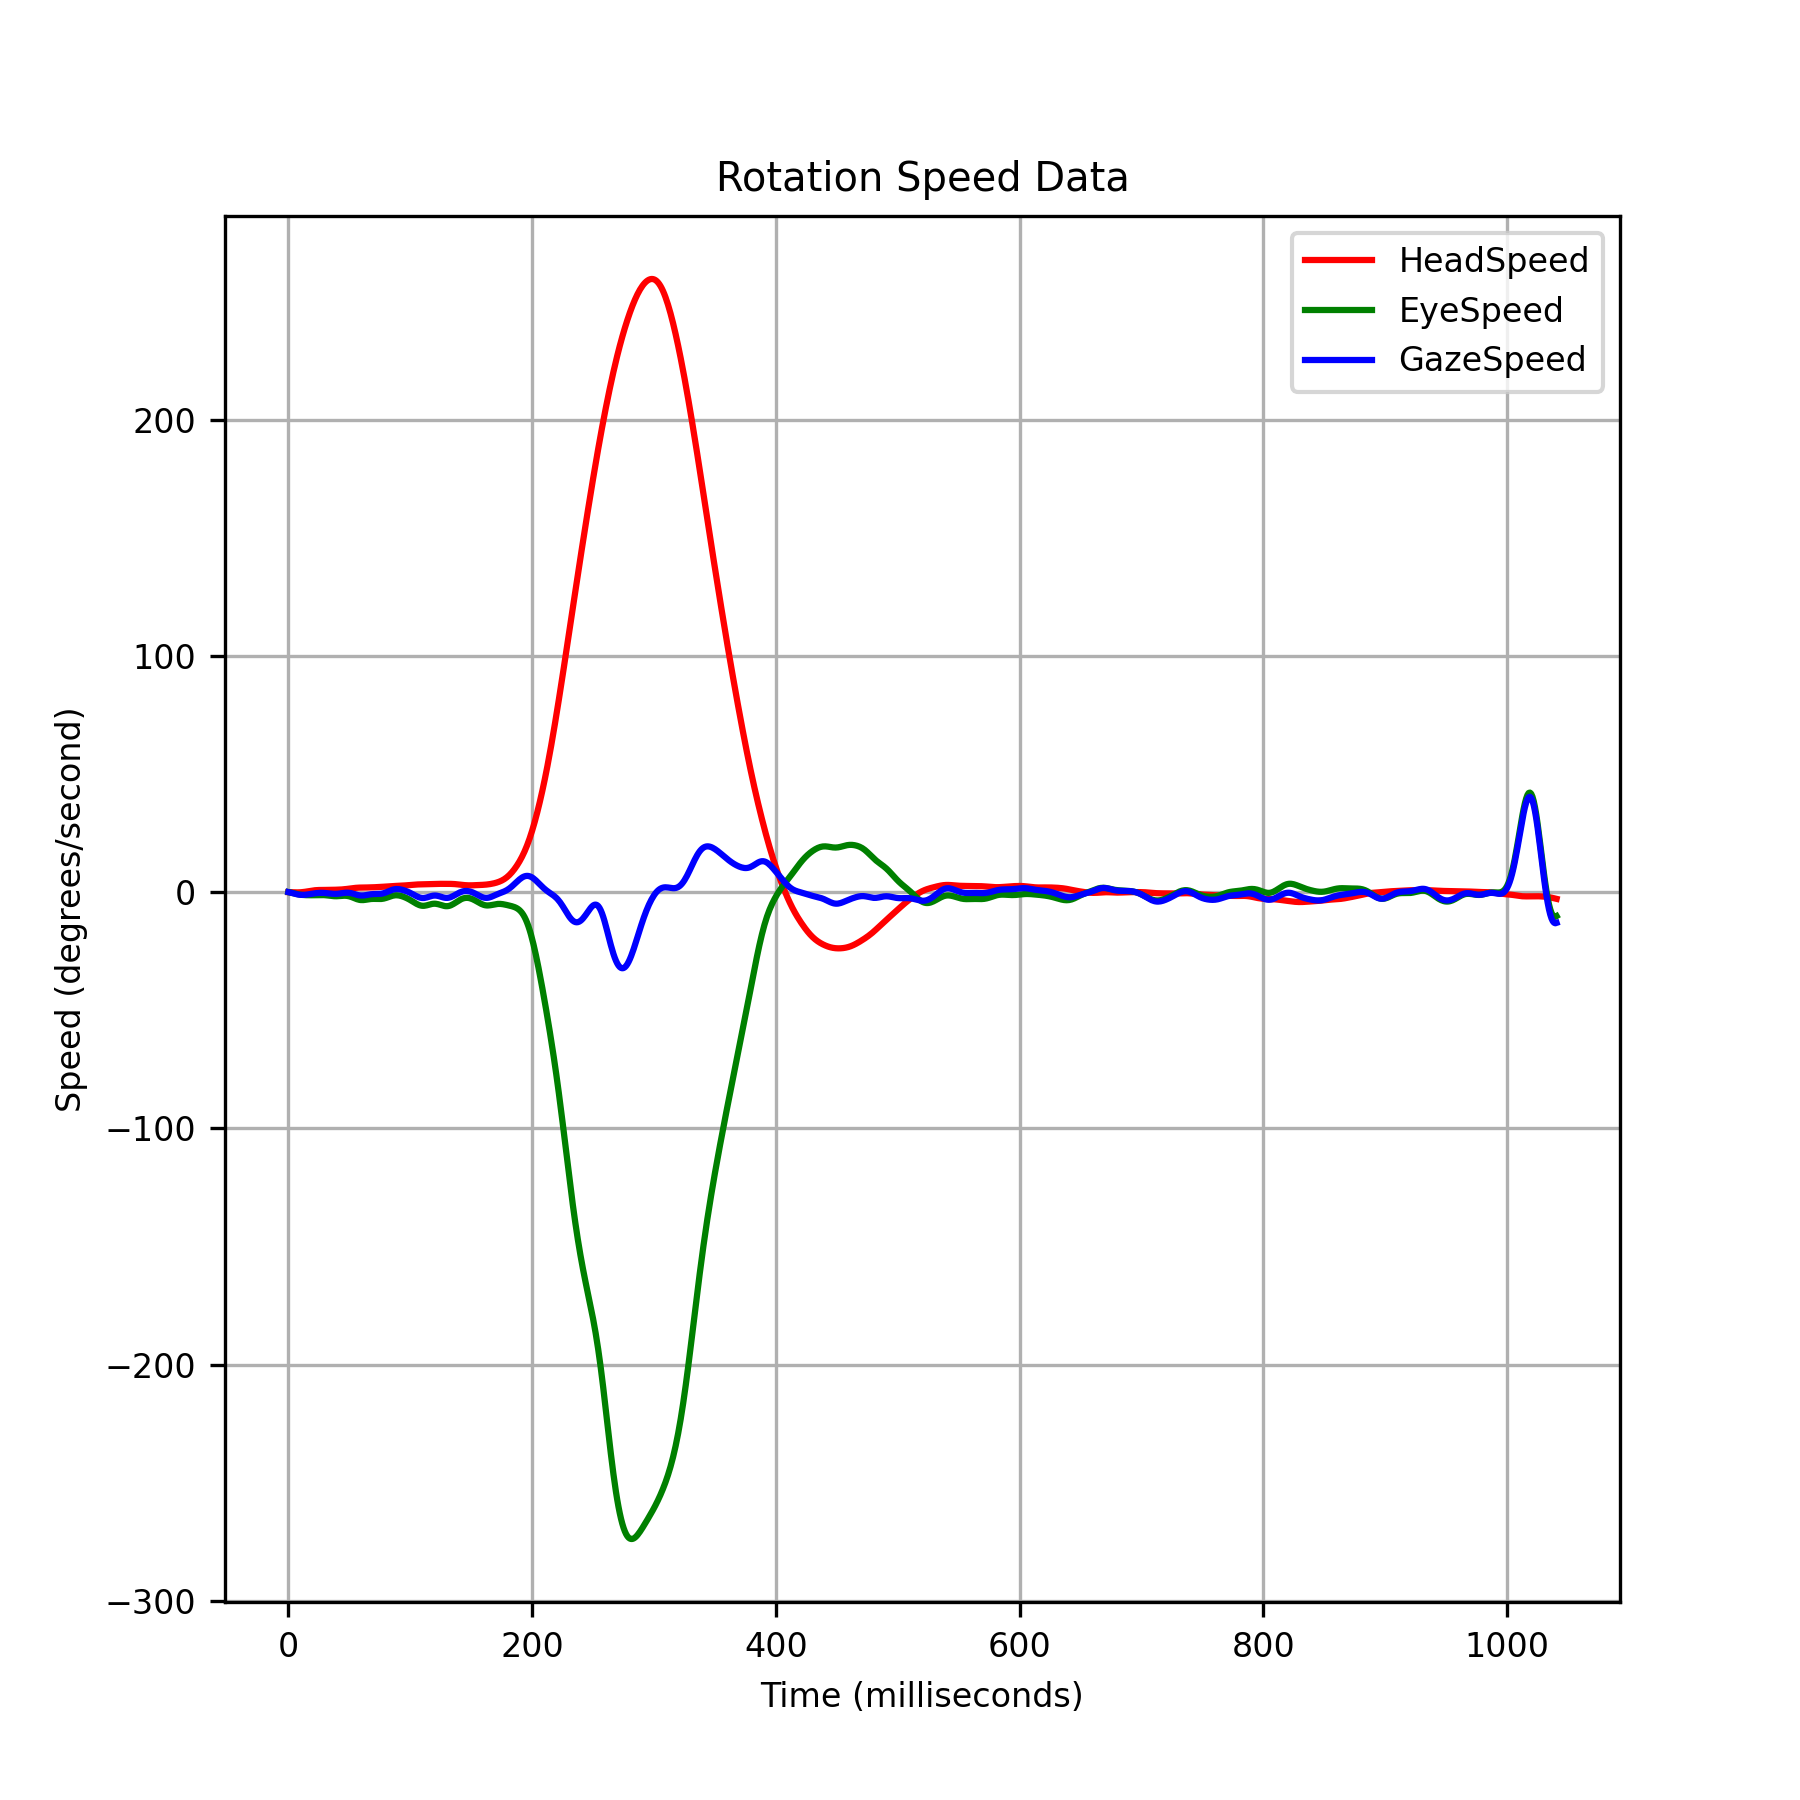 Rotation Speed Data
HeadSpeed
EyeSpeed
GazeSpeed
200
100
0
−100
−200
−300
Speed (degrees/second)
0 200 400 600 800 1000
Time (milliseconds)